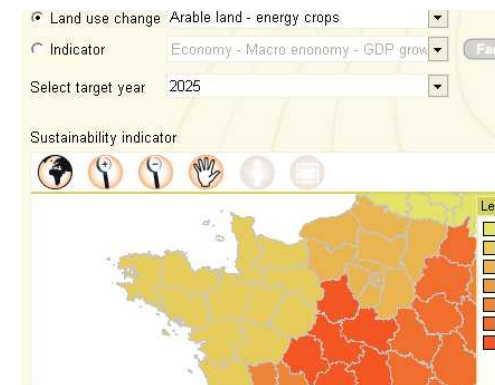 Land use change Arable land - energy crops
Indicator Economy - Macro enonomy - GDP grow
Select target year 2025
Sustainability indicator